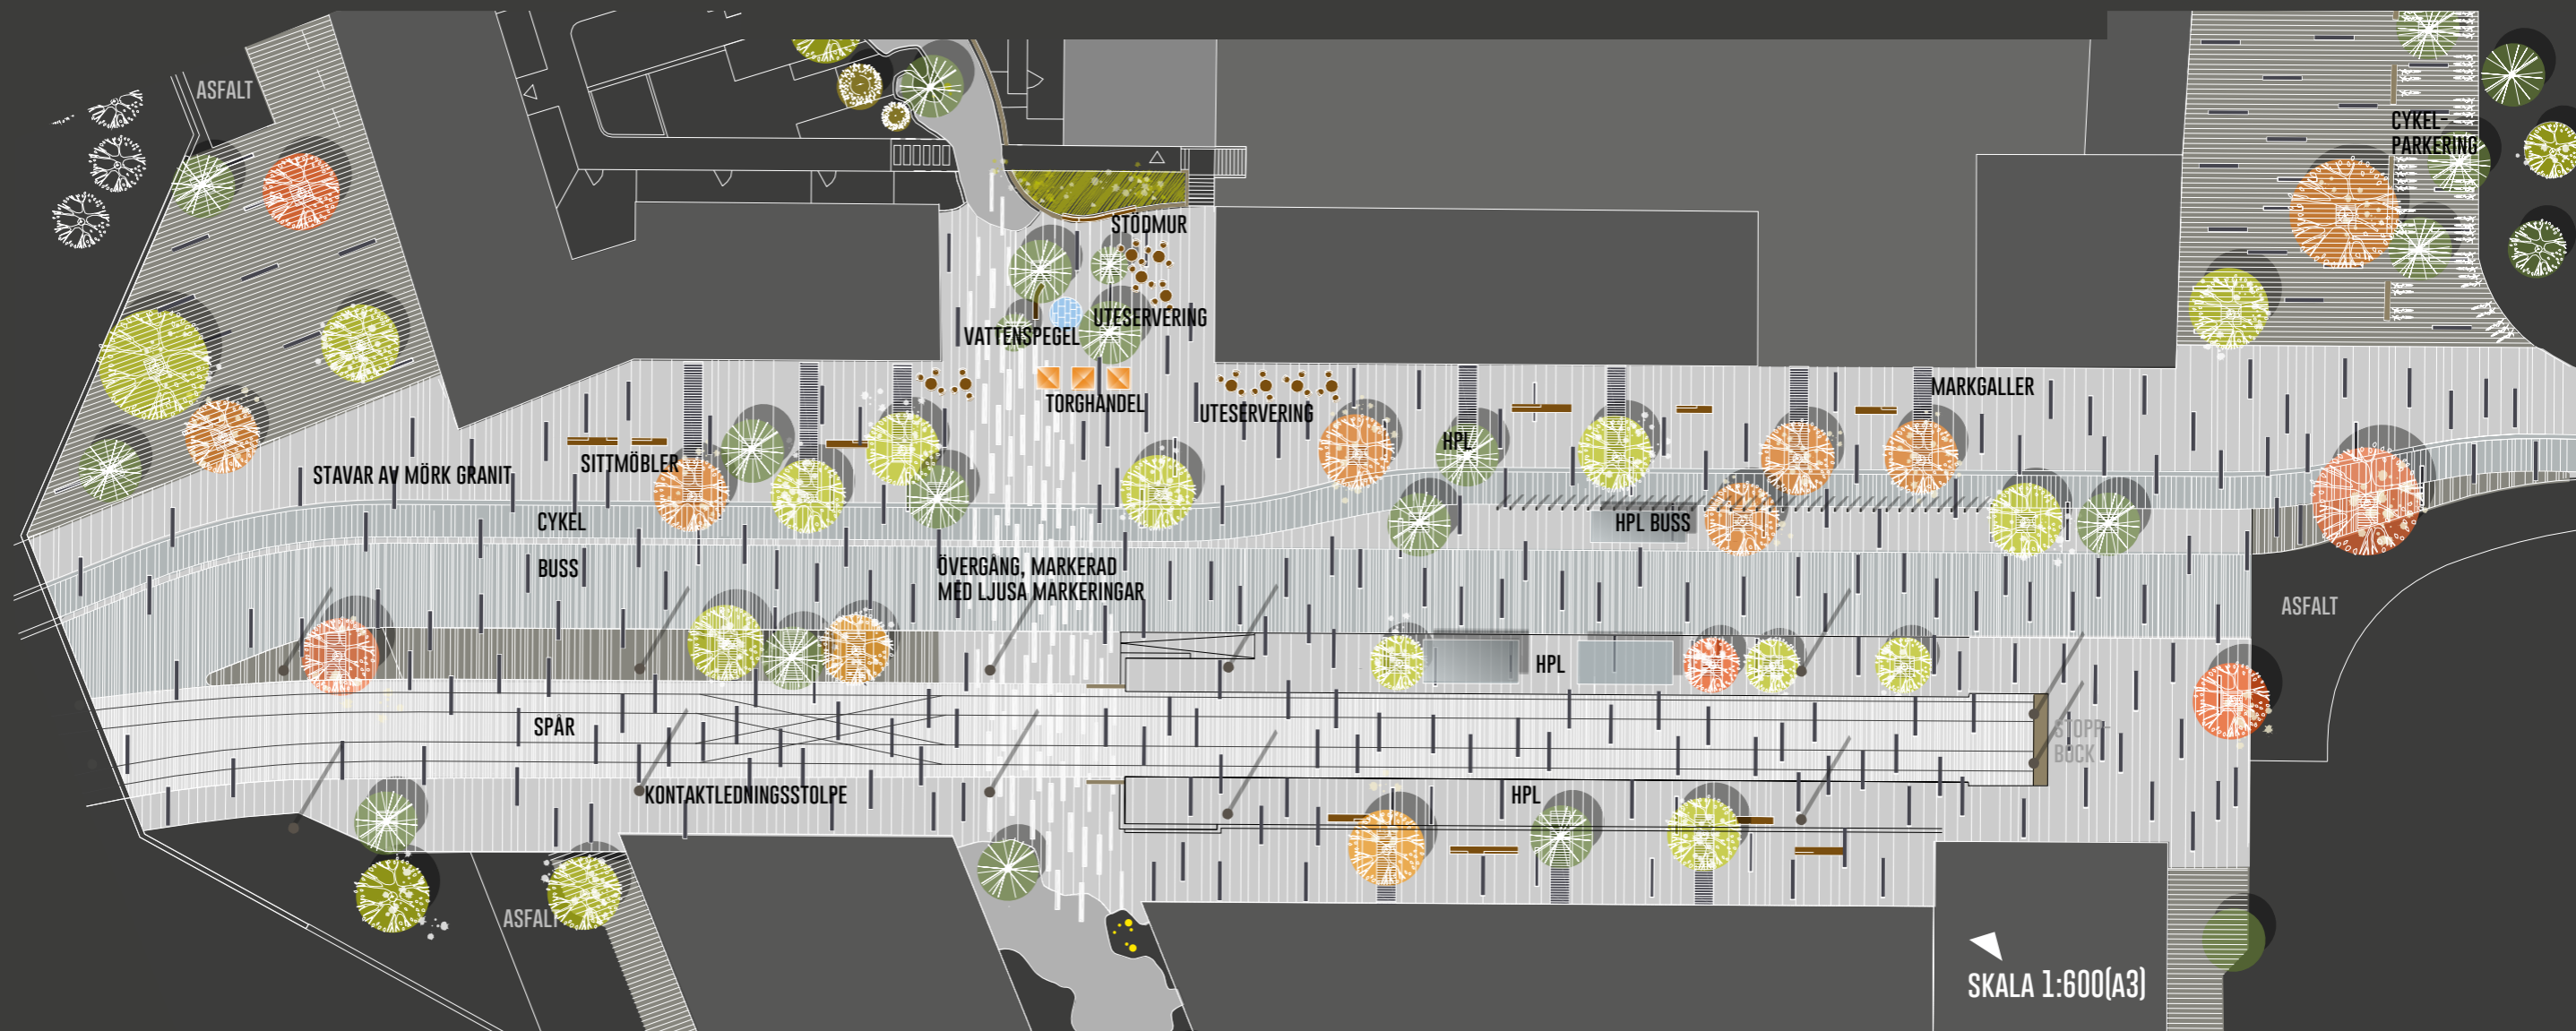 ASFALT
CYKEL-
PARKERING
STÖDMUR
UTESERVERING
VATTENSPEGEL
MARKGALLER
TORGHANDEL
UTESERVERING
HPL
SITTMÖBLER
STAVAR AV MÖRK GRANIT
CYKEL
HPL BUSS
BUSS
ÖVERGÅNG, MARKERAD
MED LJUSA MARKERINGAR
ASFALT
HPL
SPÅR
STOPP-
BOCK
KONTAKTLEDNINGSSTOLPE
HPL
ASFALT
SKALA 1:600(A3)